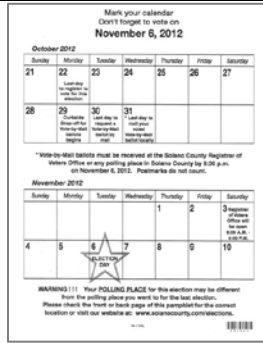 Mark your calendar
Don't forget to vote on
November 6, 2012
October 2012
Sunday Monday Tuesday Wednesday Thursday Friday Saturday
21 22 23 24 25 26 27
Last day
to register to
vote for this
election
28 29 30 31
Curbside
Drop-off for
Vote-by-Mail
ballots
begins
Last day to
request a
Vote-by-Mail
ballot by
mail
* Last day to
mail your
voted
Vote-by-Mail
ballot locally
*Vote-by-Mail ballots must be received at the Solano County Registrar of
Voters Office or any polling place in Solano County by 8:00 p.m.
on November 6, 2012. Postmarks do not count.
November 2012
Sunday Monday Tuesday Wednesday Thursday Friday Saturday
1 2 3 Registrar
of Voters
Office will
be open
4 5 6 7 8 9 10
ELECTION
DAY
WARNING!!! Your POLLING PLACE for this election may be different
from the polling place you went to for the last election.
Please check the front or back page of this pamphlet for the correct
location or visit our website at: www.solanocounty.com/elections.